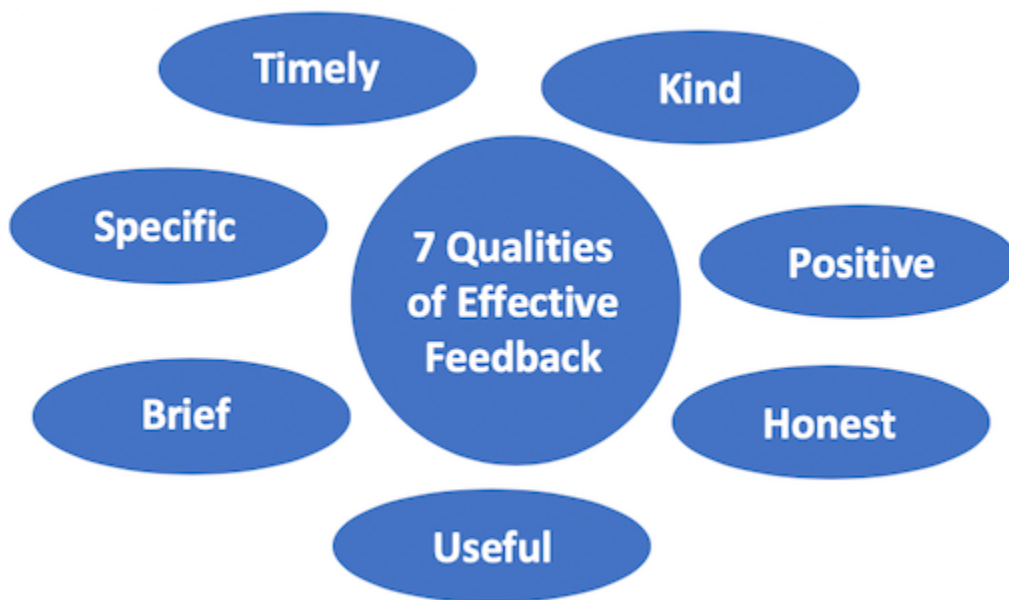 Timely
Kind
Specific
7 Qualities
of Effective
Feedback
Positive
Brief
Honest
Useful